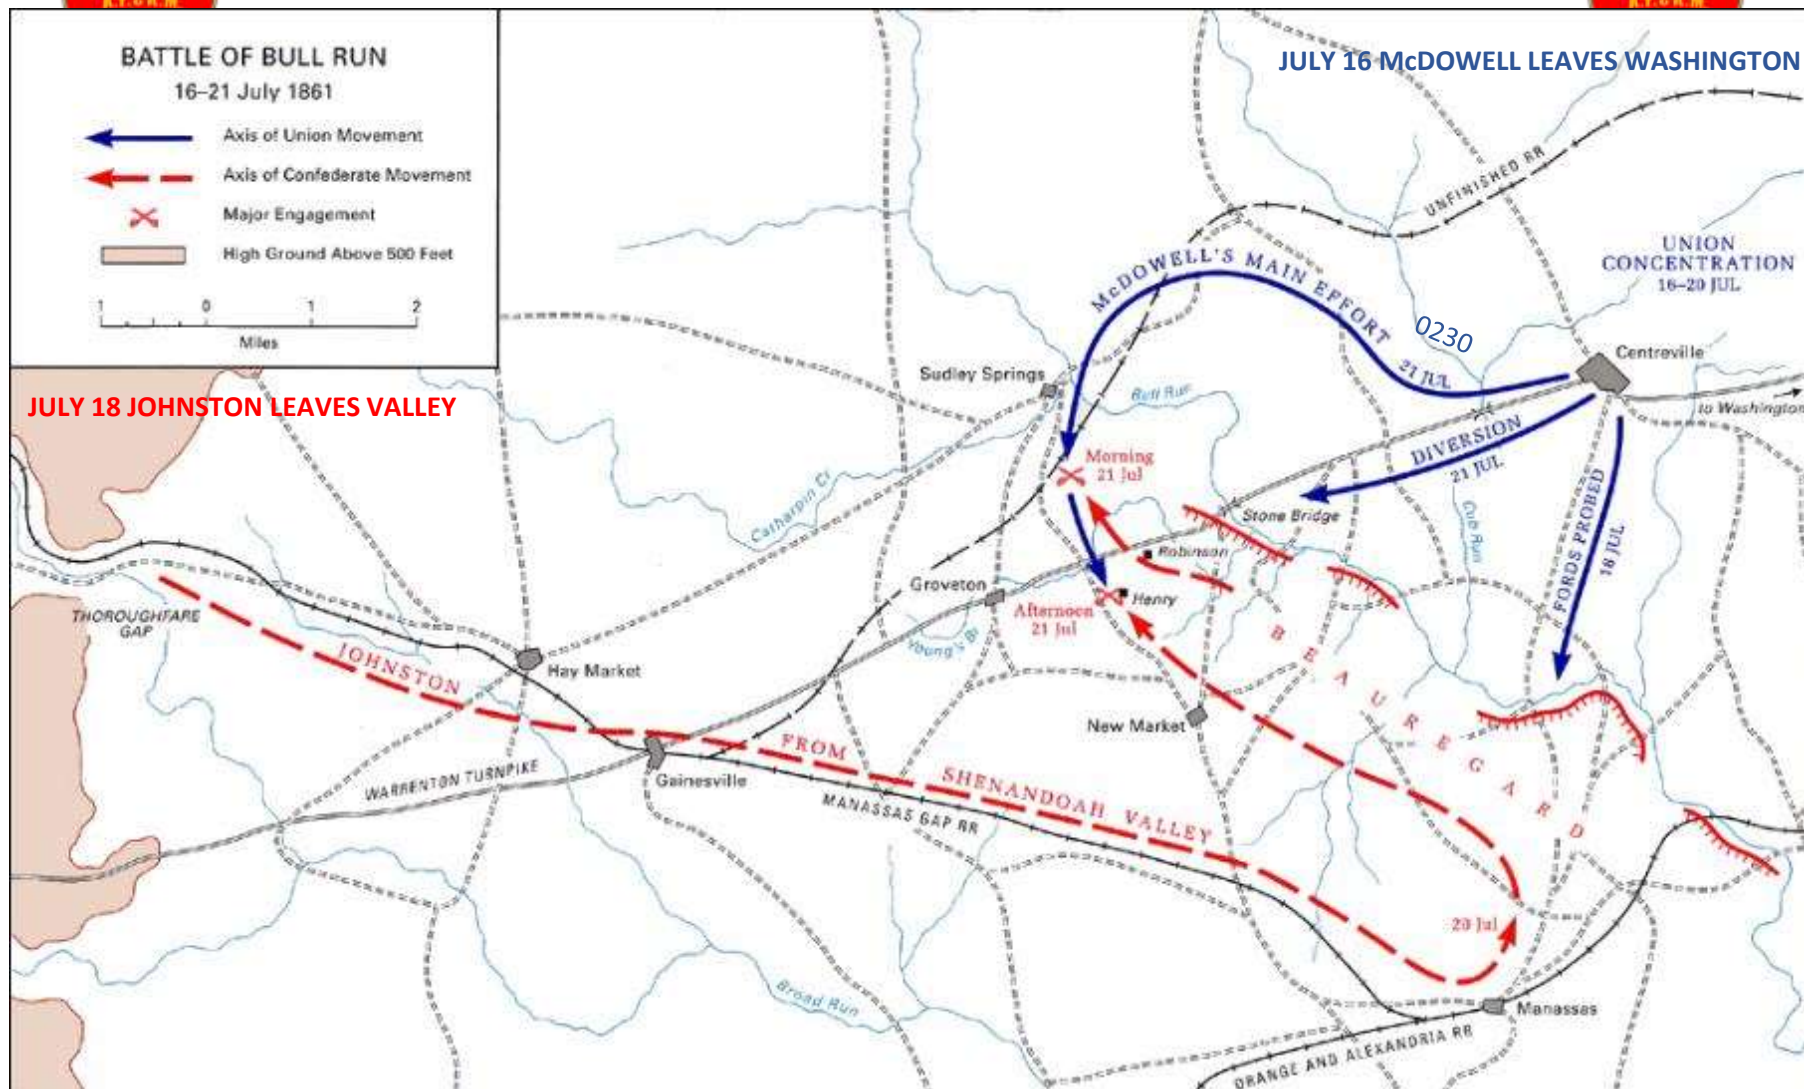 BATTLE OF BULL RUN
16–21 July 1861
Axis of Union Movement
Axis of Confederate Movement
Major Engagement
High Ground Above 500 Feet
1 0 1 2
Miles
JULY 16 McDOWELL LEAVES WASHINGTON
UNFINISHED RR
UNION
CONCENTRATION
16–20 JUL
McDOWELL'S MAIN EFFORT
21 JUL
0230
Centreville
to Washington
Sudley Springs
Bull Run
JULY 18 JOHNSTON LEAVES VALLEY
DIVERSION
21 JUL
Morning
21 Jul
Catharpin Cr
Stone Bridge
Cub Run
FORDS PROBED
18 JUL
Robinson
Groveton
Henry
Afternoon
21 Jul
THOROUGHFARE
GAP
Young's Br
BEAUREGARD
JOHNSTON
Hay Market
New Market
FROM
SHENANDOAH VALLEY
WARRENTON TURNPIKE
Gainesville
MANASSAS GAP RR
20 Jul
Broad Run
Manassas
ORANGE AND ALEXANDRIA RR